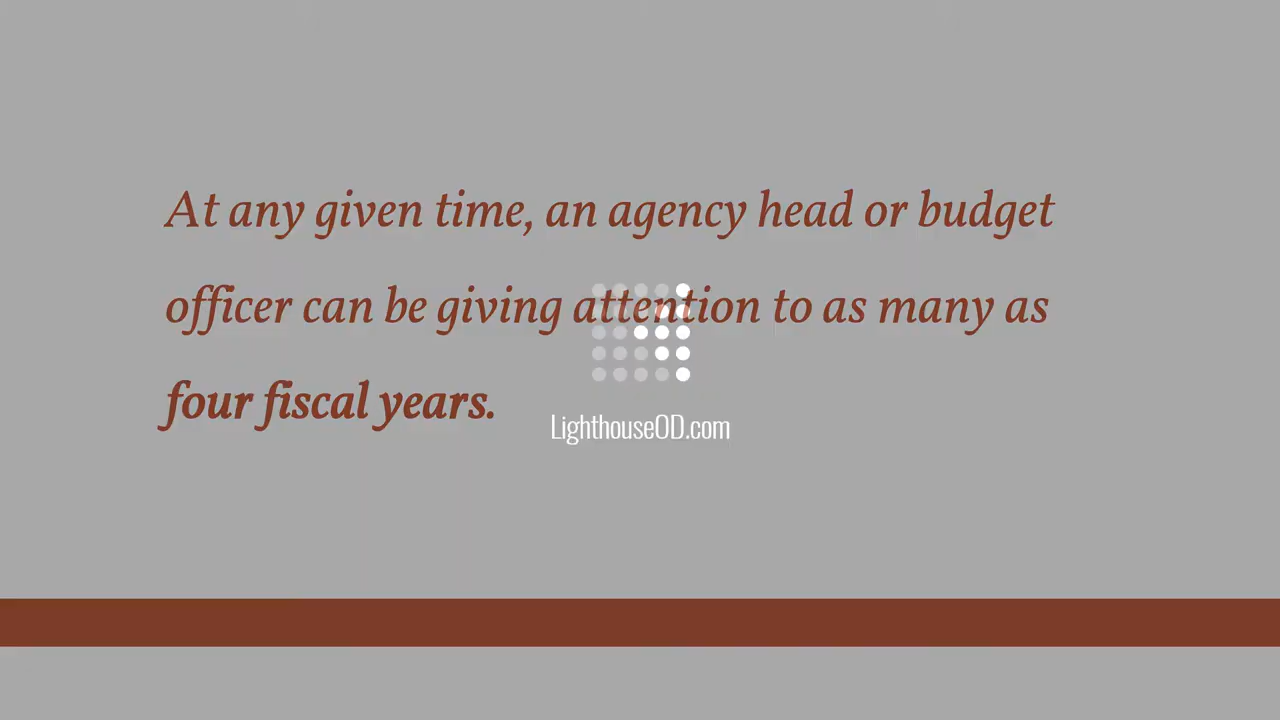 At any given time, an agency head or budget
officer can be giving attention to as many as
four fiscal years.
LighthouseOD.com